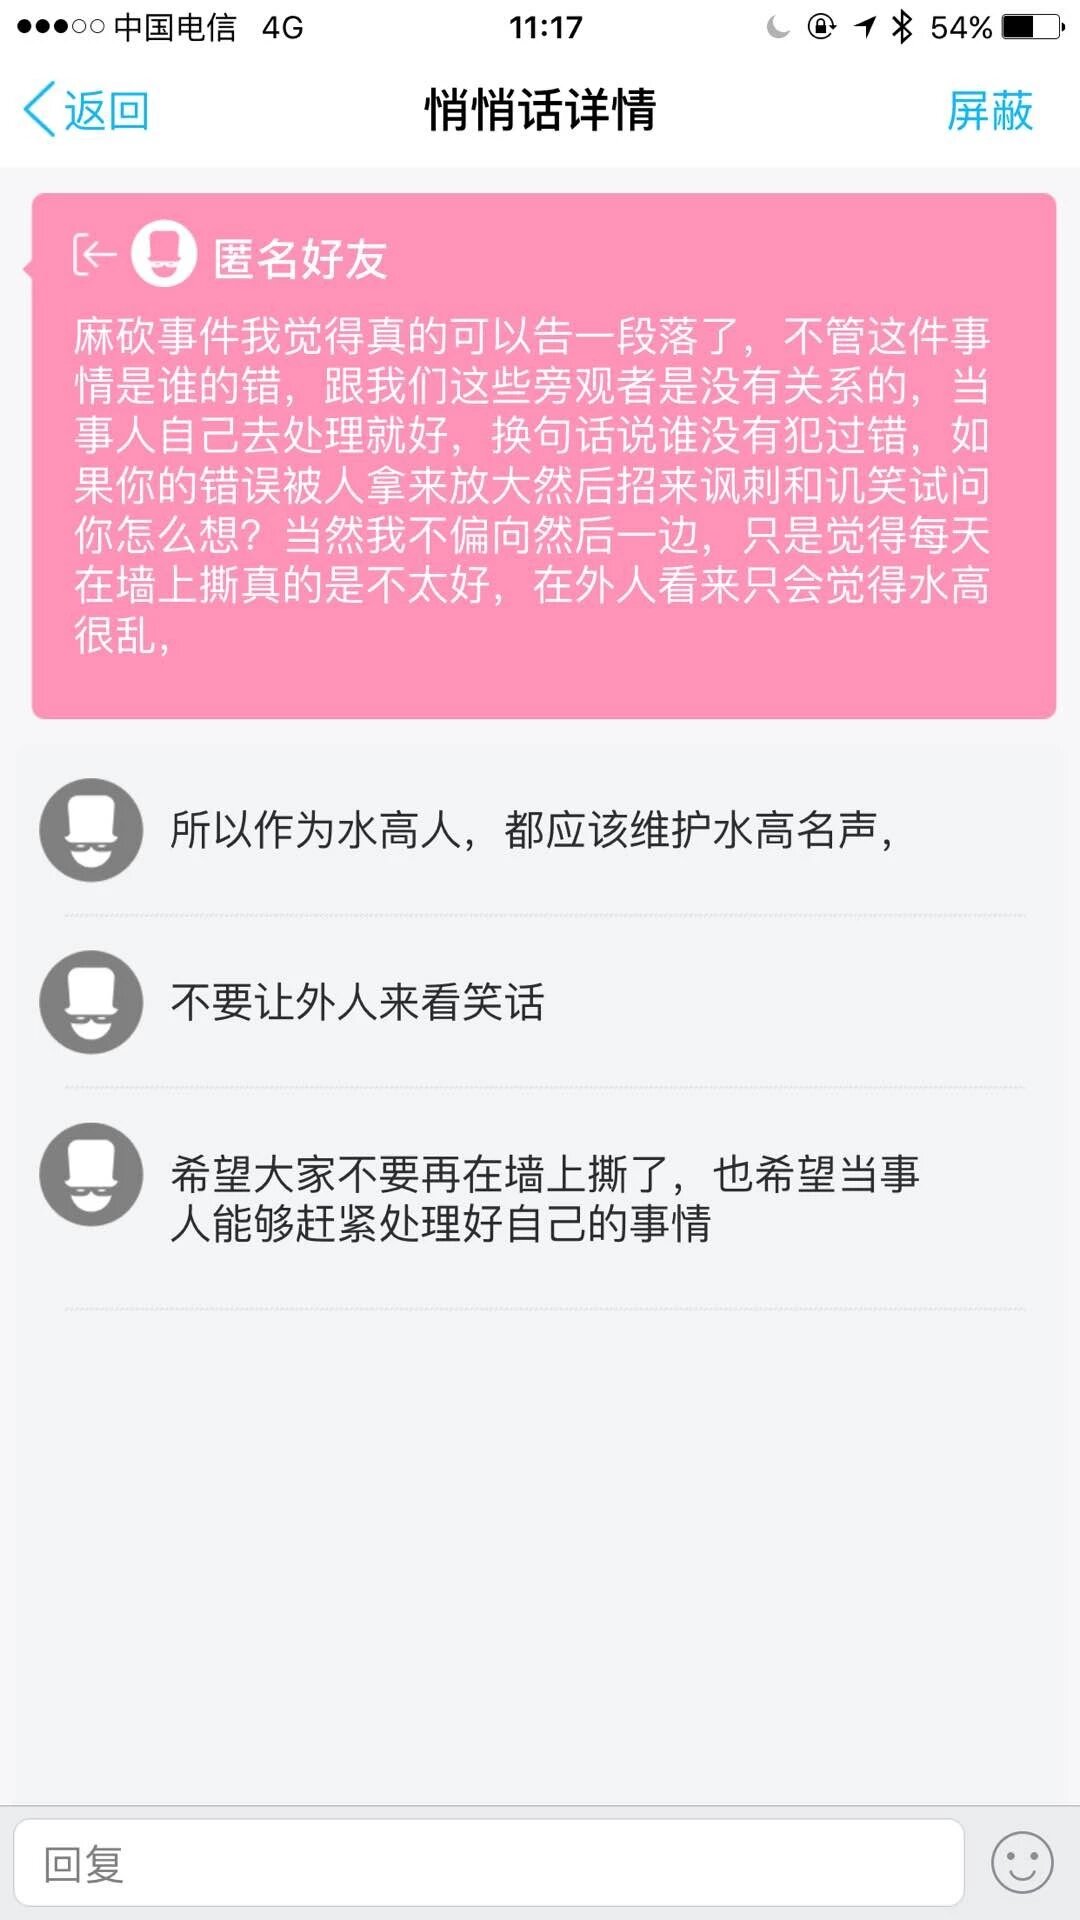 中国电信 4G 11:17 54%
返回 悄悄话详情 屏蔽
匿名好友
麻砍事件我觉得真的可以告一段落了，不管这件事
情是谁的错，跟我们这些旁观者是没有关系的，当
事人自己去处理就好，换句话说谁没有犯过错，如
果你的错误被人拿来放大然后招来讽刺和讥笑试问
你怎么想？当然我不偏向然后一边，只是觉得每天
在墙上撕真的是不太好，在外人看来只会觉得水高
很乱，
所以作为水高人，都应该维护水高名声，
不要让外人来看笑话
希望大家不要再在墙上撕了，也希望当事
人能够赶紧处理好自己的事情
回复